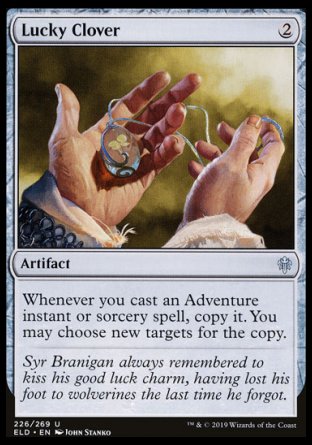 Lucky Clover 2
Artifact
Whenever you cast an Adventure
instant or sorcery spell, copy it. You
may choose new targets for the copy.
Syr Branigan always remembered to
kiss his good luck charm, having lost his
foot to wolverines the last time he forgot.
226/269 U
ELD • EN John Stanko
™ & © 2019 Wizards of the Coast